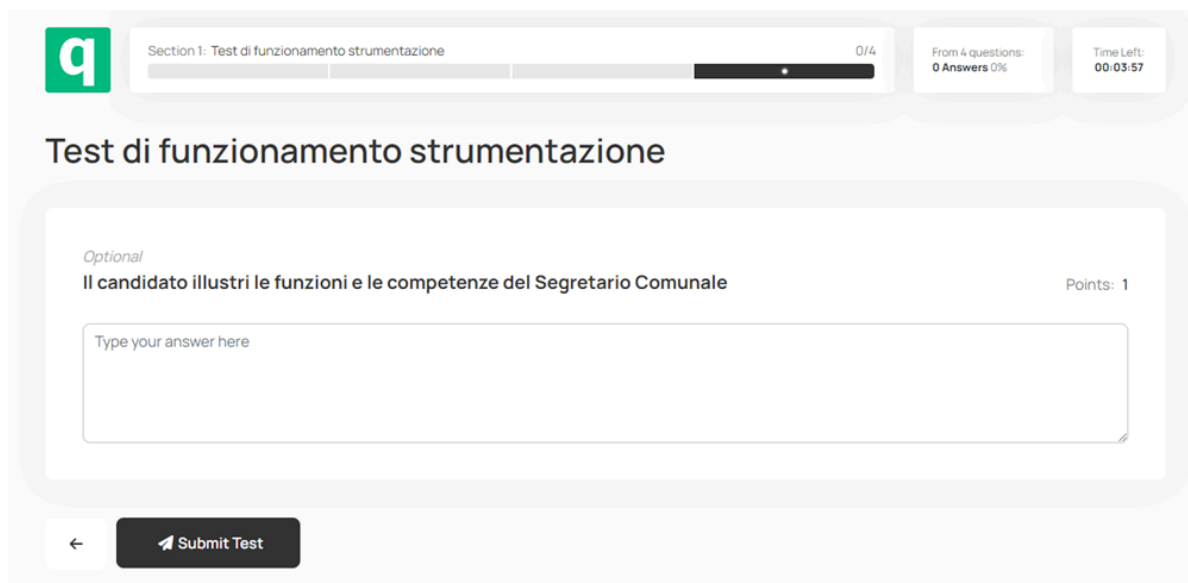 q
Section 1: Test di funzionamento strumentazione 0/4
From 4 questions:
0 Answers 0%
Time Left:
00:03:57
Test di funzionamento strumentazione
Optional
Il candidato illustri le funzioni e le competenze del Segretario Comunale
Points: 1
Type your answer here
Submit Test